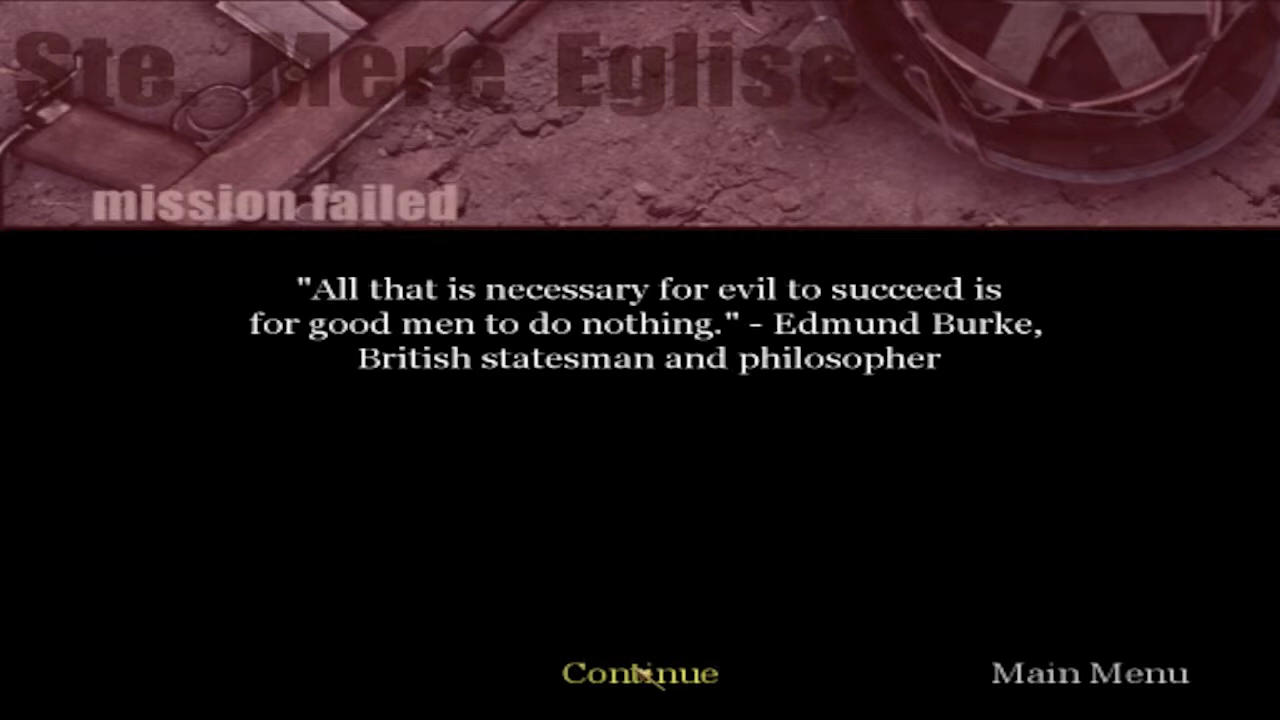 Ste. Mere Eglise
mission failed
"All that is necessary for evil to succeed is
for good men to do nothing." - Edmund Burke,
British statesman and philosopher
Continue
Main Menu